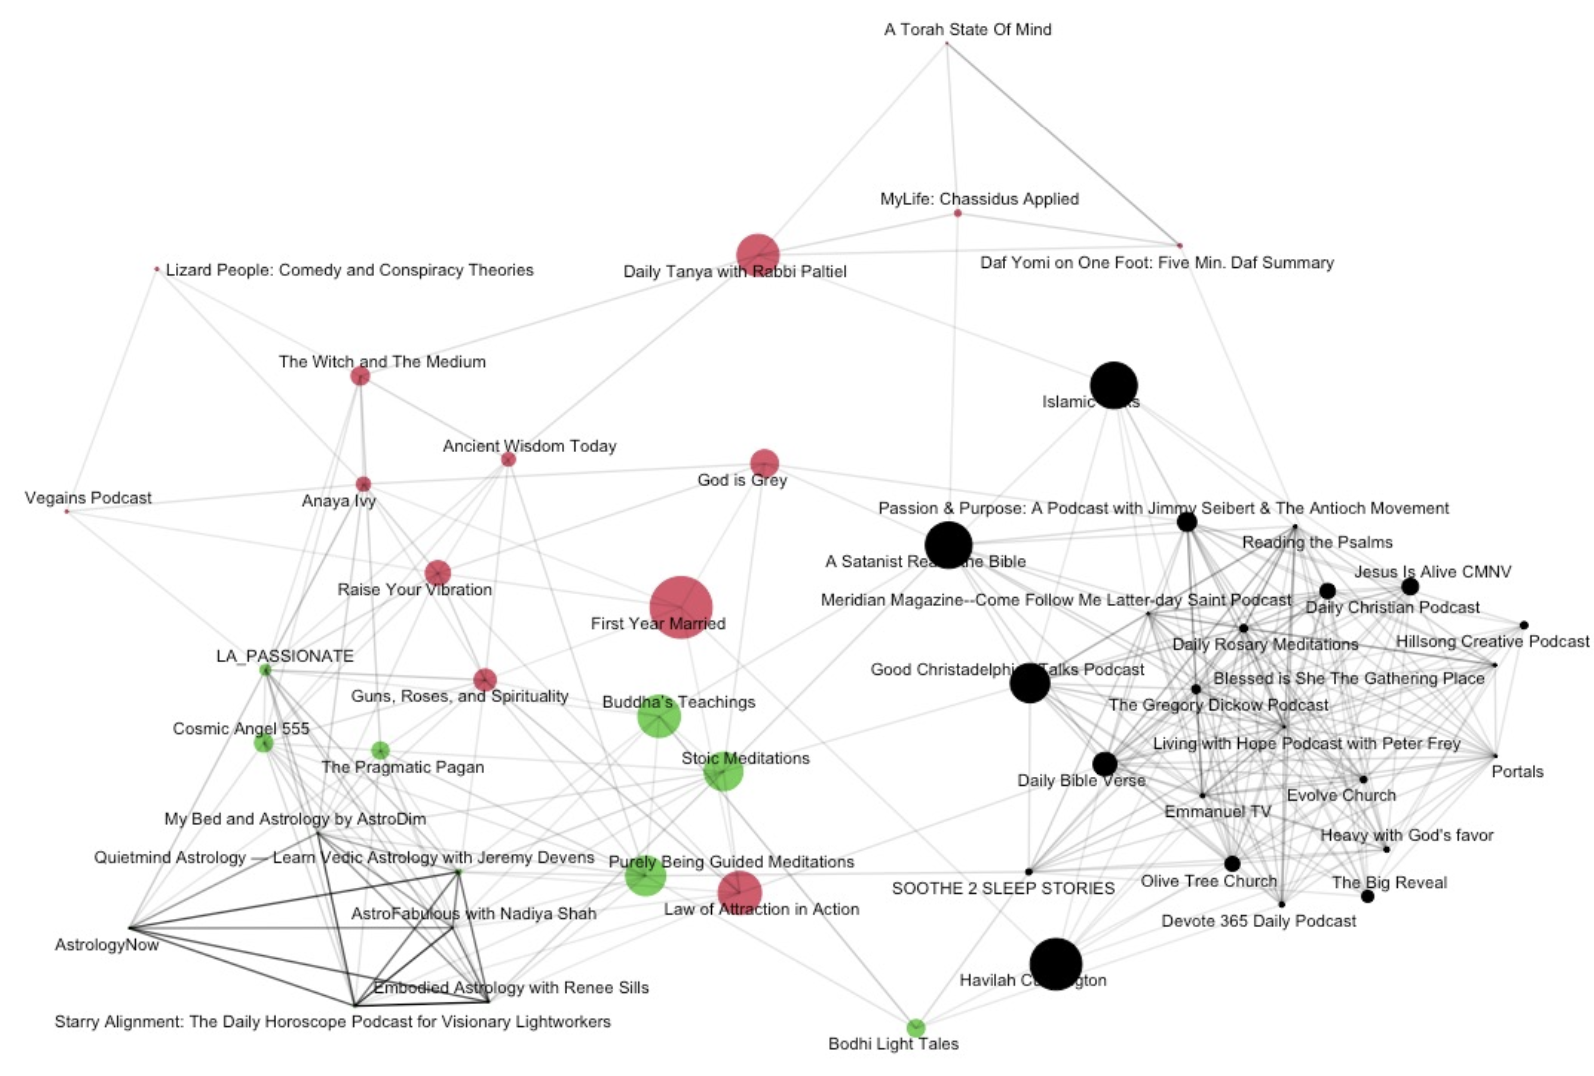 A Torah State Of Mind
MyLife: Chassidus Applied
Daily Tanya with Rabbi Paltiel
Daf Yomi on One Foot: Five Min. Daf Summary
Lizard People: Comedy and Conspiracy Theories
The Witch and The Medium
Islamic
Ancient Wisdom Today
God is Grey
Vegains Podcast
Anaya Ivy
Passion & Purpose: A Podcast with Jimmy Seibert & The Antioch Movement
Reading the Psalms
A Satanist Rea the Bible
Jesus Is Alive CMNV
Raise Your Vibration
Meridian Magazine--Come Follow Me Latter-day Saint Podcast
Daily Christian Podcast
First Year Married
Daily Rosary Meditations
Hillsong Creative Podcast
LA_PASSIONATE
Good Christadelphi Talks Podcast
Blessed is She The Gathering Place
Guns, Roses, and Spirituality
Buddha's Teachings
The Gregory Dickow Podcast
Cosmic Angel 555
Living with Hope Podcast with Peter Frey
Stoic Meditations
The Pragmatic Pagan
Portals
Daily Bible Verse
Evolve Church
Emmanuel TV
My Bed and Astrology by AstroDim
Heavy with God's favor
Quietmind Astrology — Learn Vedic Astrology with Jeremy Devens
Purely Being Guided Meditations
SOOTHE 2 SLEEP STORIES
Olive Tree Church
The Big Reveal
AstroFabulous with Nadiya Shah
Law of Attraction in Action
Devote 365 Daily Podcast
AstrologyNow
Embodied Astrology with Renee Sills
Havilah C gton
Starry Alignment: The Daily Horoscope Podcast for Visionary Lightworkers
Bodhi Light Tales